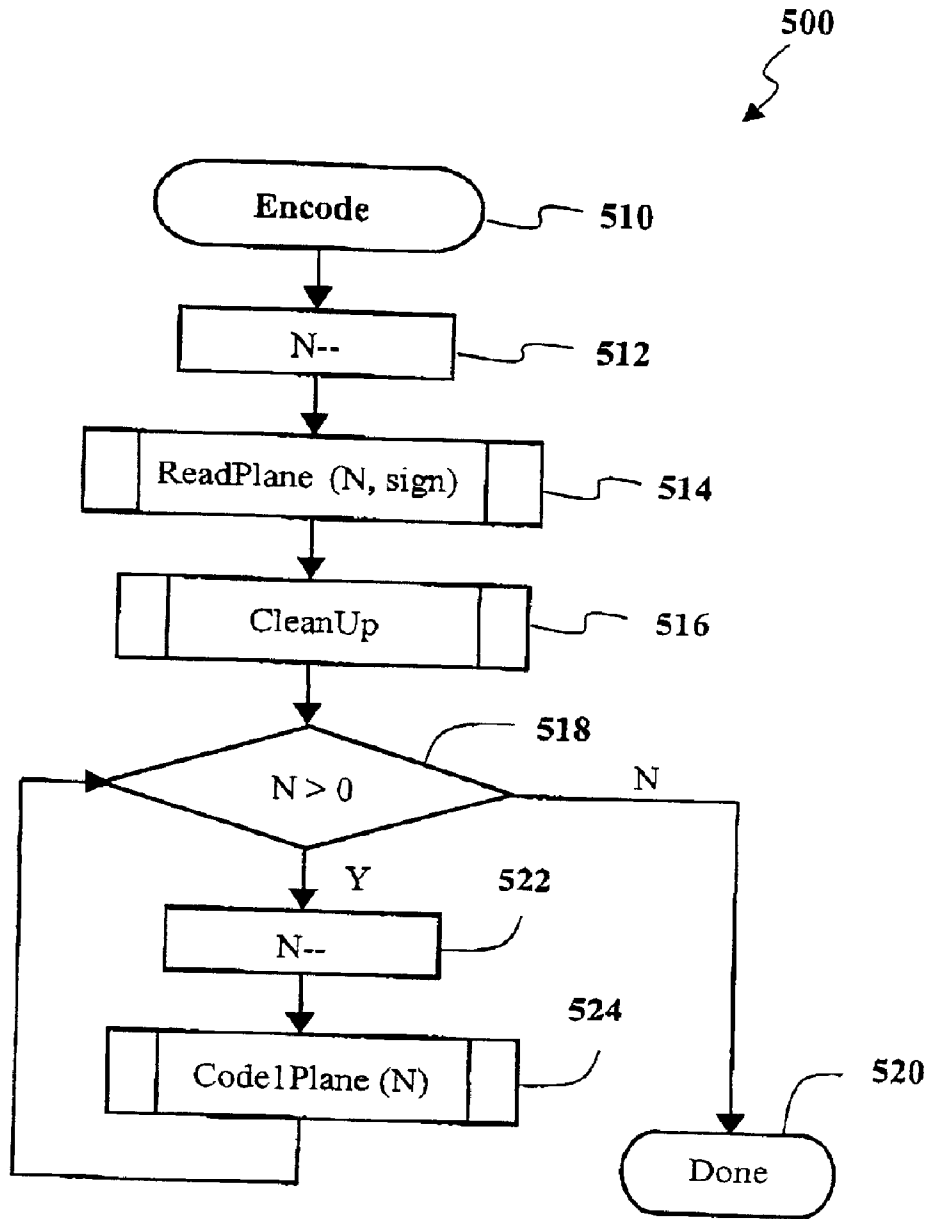 500
Encode
510
N--
512
ReadPlane (N, sign)
514
CleanUp
516
518
N > 0
N
Y
522
N--
524
Code1Plane (N)
520
Done